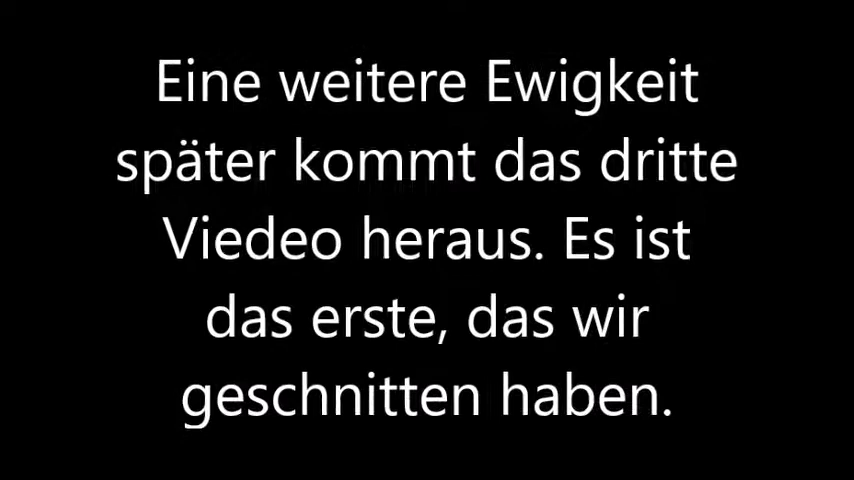 Eine weitere Ewigkeit
später kommt das dritte
Viedeo heraus. Es ist
das erste, das wir
geschnitten haben.